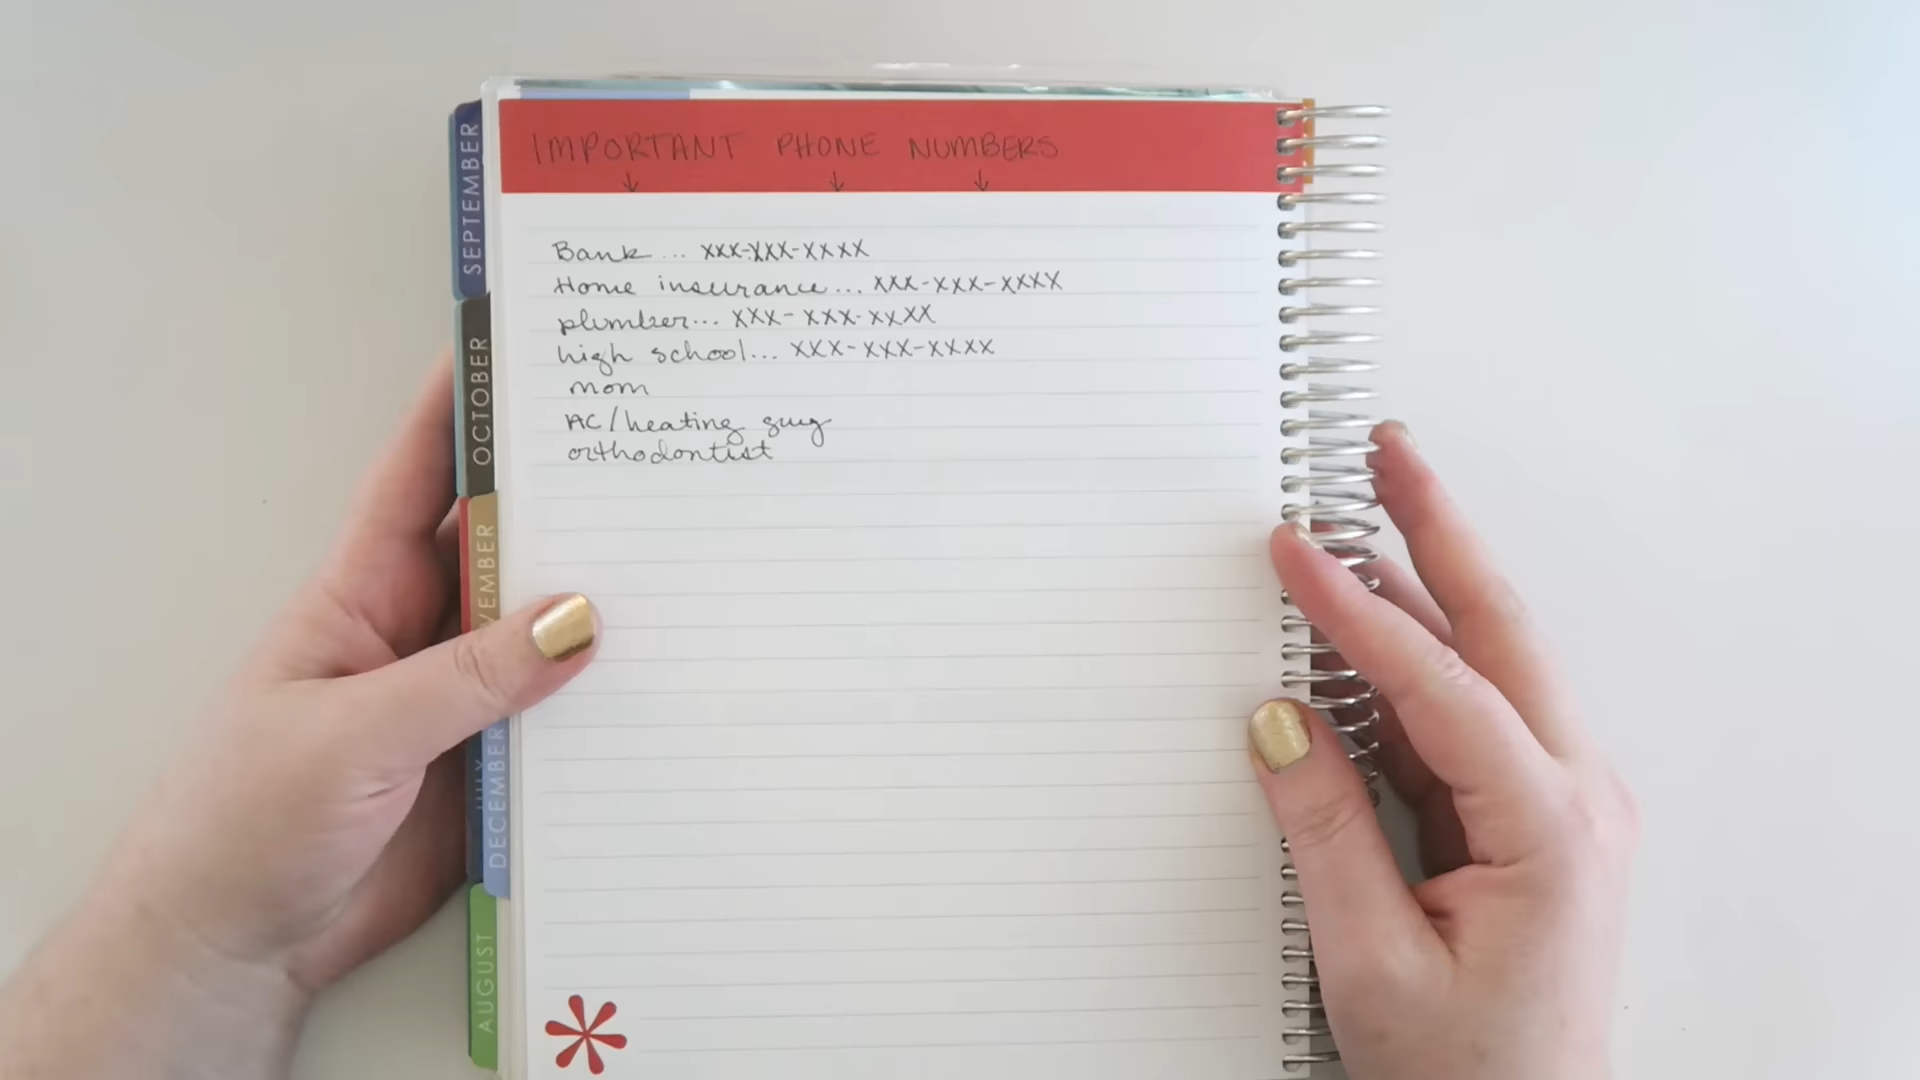 IMPORTANT PHONE NUMBERS
Bank... xxx-xxx-xxxx
Home insurance... xxx-xxx-xxxx
plumber... xxx-xxx-xxxx
high school... xxx-xxx-xxxx
mom
AC/heating guy
orthodontist
SEPTEMBER
OCTOBER
VEMBER
DECEMBER
AUGUST